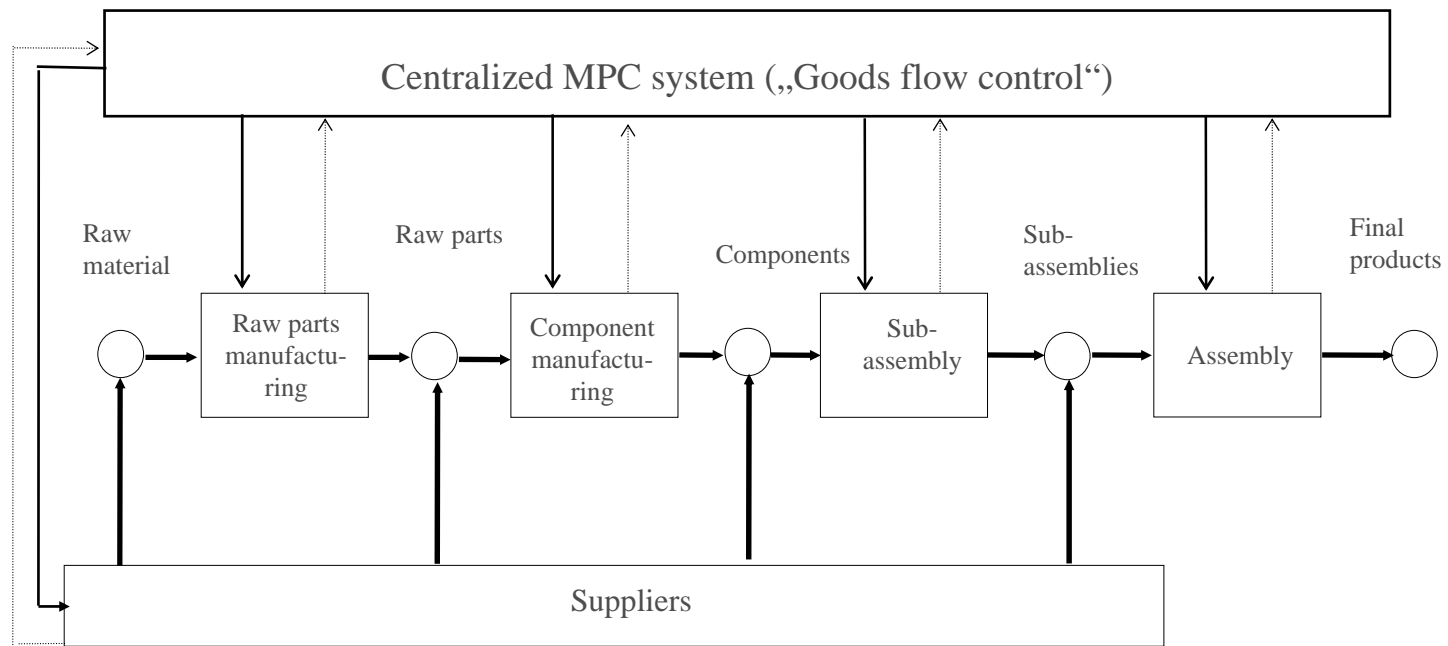 Centralized MPC system („Goods flow control“)
Raw
material
Raw parts
Components
Sub-
assemblies
Final
products
Raw parts
manufactu-
ring
Component
manufactu-
ring
Sub-
assembly
Assembly
Suppliers